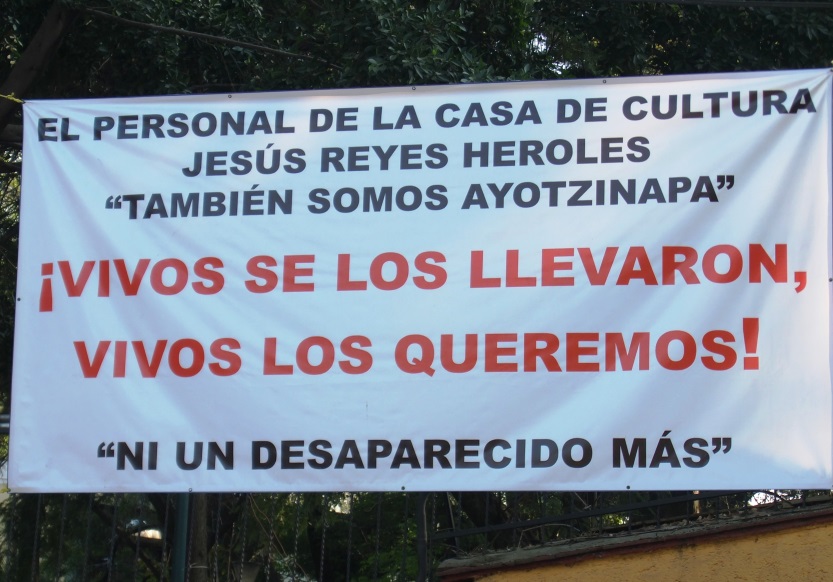 EL PERSONAL DE LA CASA DE CULTURA
JESÚS REYES HEROLES
“TAMBIÉN SOMOS AYOTZINAPA”
¡VIVOS SE LOS LLEVARON,
VIVOS LOS QUEREMOS!
“NI UN DESAPARECIDO MÁS”